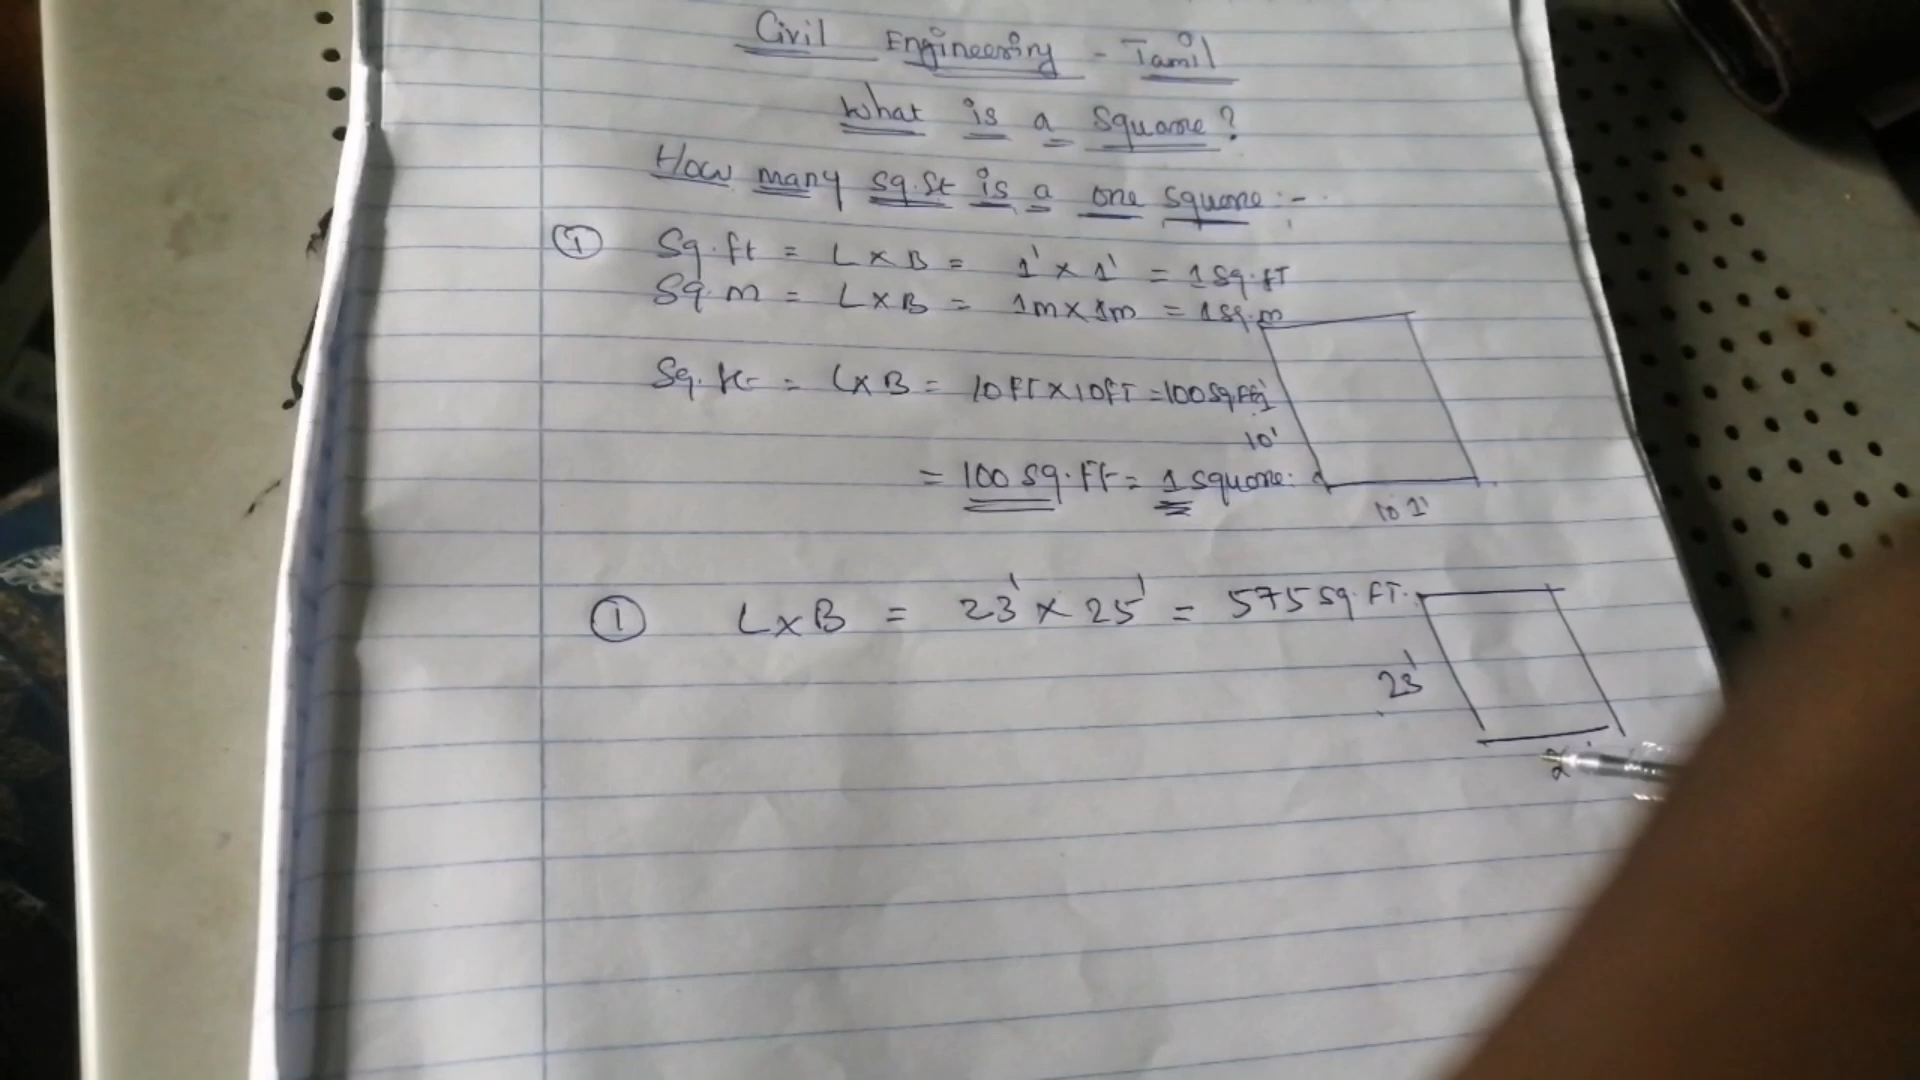 Civil Engineering - Tamil
What is a square?
How many sq.ft is a one square :-
① Sq.ft = L x B = 1' x 1' = 1 Sq.FT
Sq.m = L x B = 1m x 1m = 1 sq.m
Sq.ft = L x B = 10FT x 10FT = 100 Sq.Ft
10'
= 100 sq.Ft = 1 square.
10
① L x B = 23' x 25' = 575 sq.FT.
23'
2